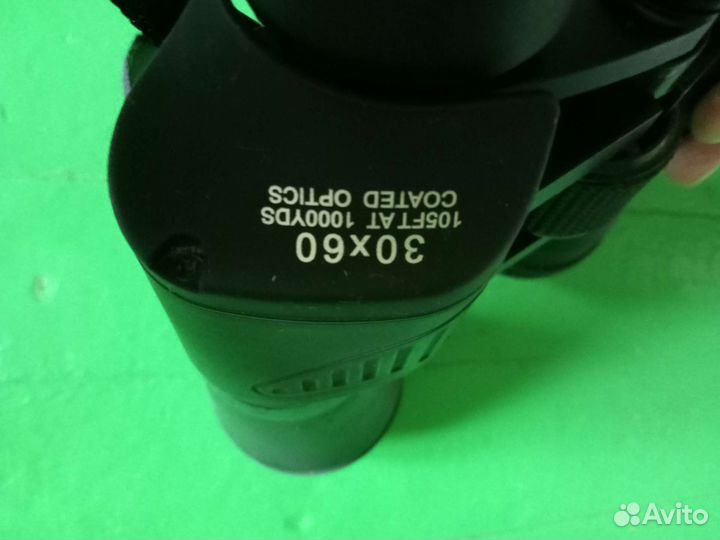 30x60
105FT AT 1000YDS
COATED OPTICS
Avito